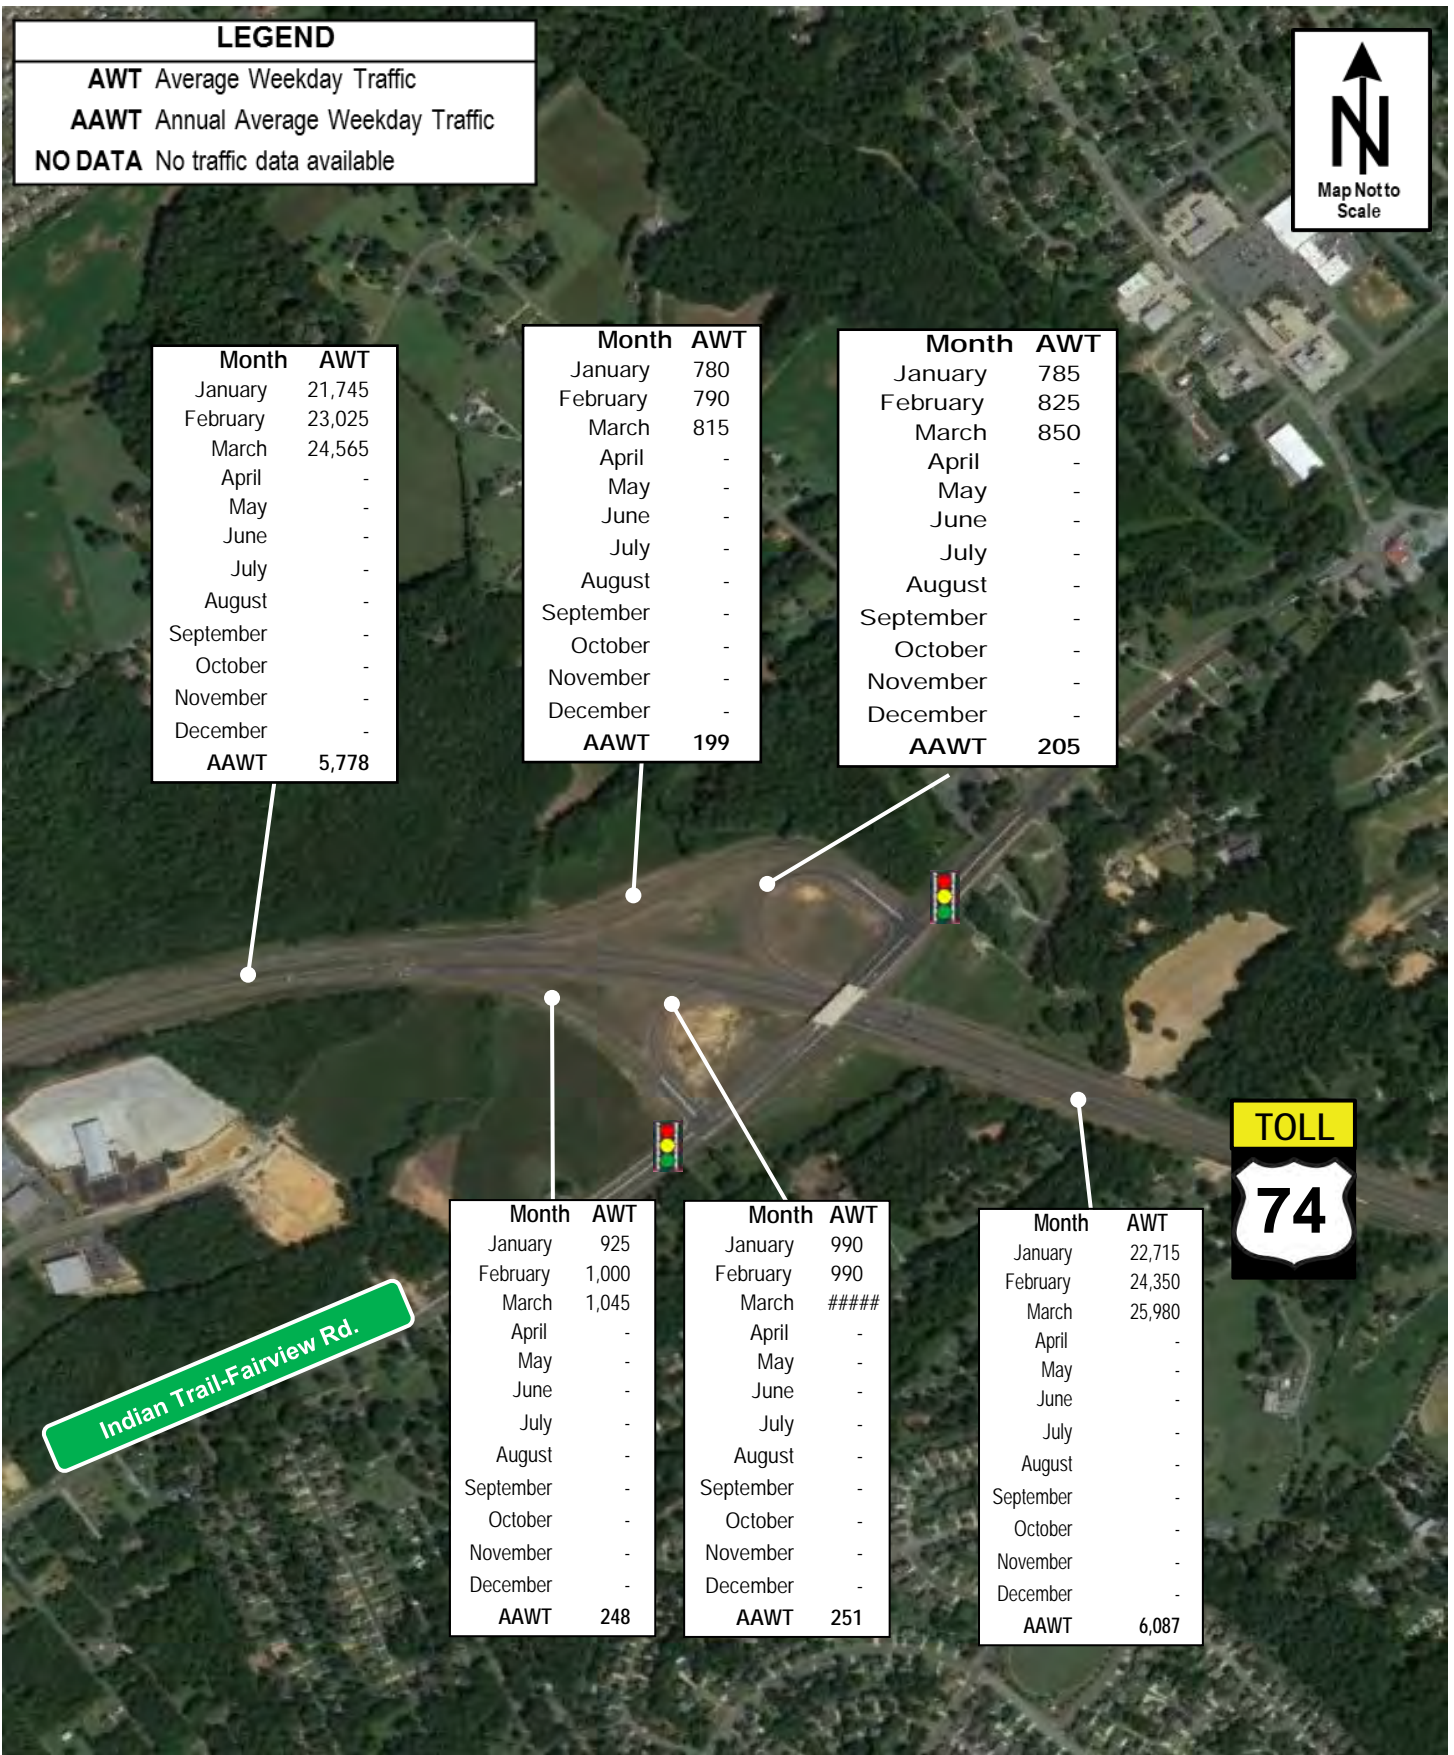 LEGEND
AWT Average Weekday Traffic
AAWT Annual Average Weekday Traffic
NO DATA No traffic data available
N
Map Not to
Scale
Month AWT
January 21,745
February 23,025
March 24,565
April -
May -
June -
July -
August -
September -
October -
November -
December -
AAWT 5,778
Month AWT
January 780
February 790
March 815
April -
May -
June -
July -
August -
September -
October -
November -
December -
AAWT 199
Month AWT
January 785
February 825
March 850
April -
May -
June -
July -
August -
September -
October -
November -
December -
AAWT 205
TOLL
74
Indian Trail-Fairview Rd.
Month AWT
January 925
February 1,000
March 1,045
April -
May -
June -
July -
August -
September -
October -
November -
December -
AAWT 248
Month AWT
January 990
February 990
March #####
April -
May -
June -
July -
August -
September -
October -
November -
December -
AAWT 251
Month AWT
January 22,715
February 24,350
March 25,980
April -
May -
June -
July -
August -
September -
October -
November -
December -
AAWT 6,087